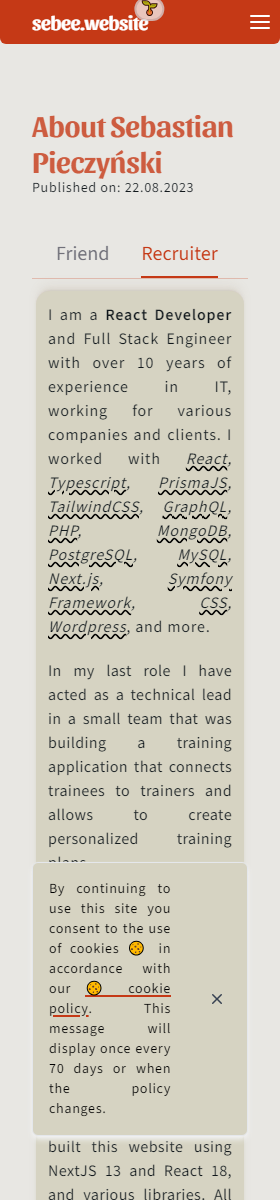 sebee.website
About Sebastian
Pieczyński
Published on: 22.08.2023
Friend Recruiter
I am a React Developer
and Full Stack Engineer
with over 10 years of
experience in IT,
working for various
companies and clients. I
worked with React,
Typescript, PrismaJS,
TailwindCSS, GraphQL,
PHP, MongoDB,
PostgreSQL, MySQL,
Next.js, Symfony
Framework, CSS,
Wordpress, and more.
In my last role I have
acted as a technical lead
in a small team that was
building a training
application that connects
trainees to trainers and
allows to create
personalized training
plans.
By continuing to
use this site you
consent to the use
of cookies 🍪 in
accordance with
our 🍪 cookie
policy. This
message will
display once every
70 days or when
the policy
changes.
built this website using
NextJS 13 and React 18,
and various libraries. All